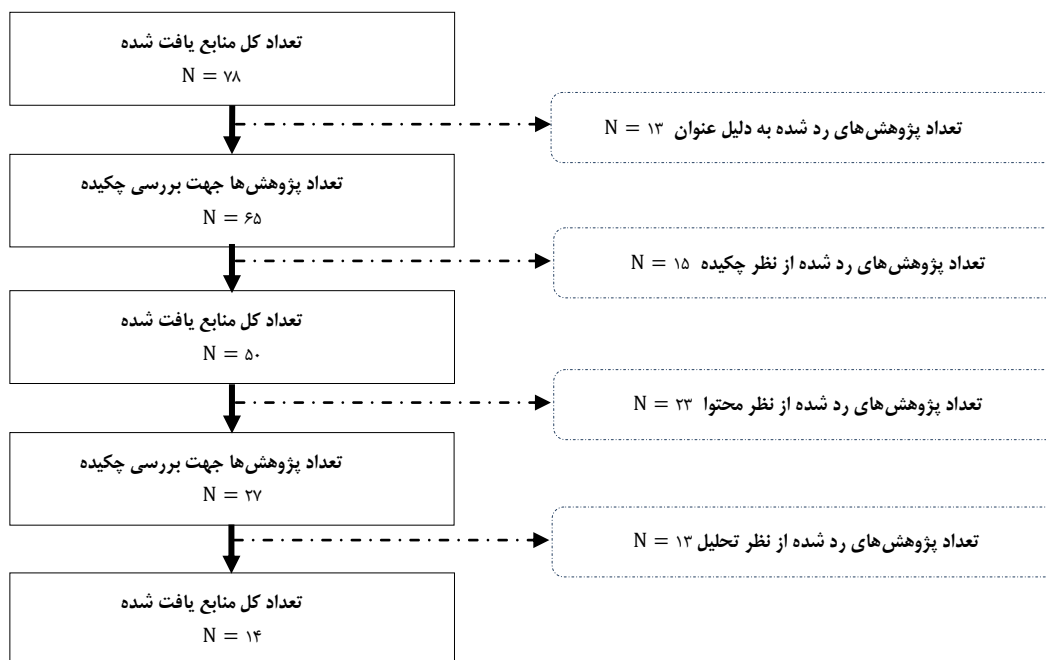 تعداد کل منابع یافت شده
N = ۷۸
تعداد پژوهش‌های رد شده به دلیل عنوان N = ۱۳
تعداد پژوهش‌ها جهت بررسی چکیده
N = ۶۵
تعداد پژوهش‌های رد شده از نظر چکیده N = ۱۵
تعداد کل منابع یافت شده
N = ۵۰
تعداد پژوهش‌های رد شده از نظر محتوا N = ۲۳
تعداد پژوهش‌ها جهت بررسی چکیده
N = ۲۷
تعداد پژوهش‌های رد شده از نظر تحلیل N = ۱۳
تعداد کل منابع یافت شده
N = ۱۴